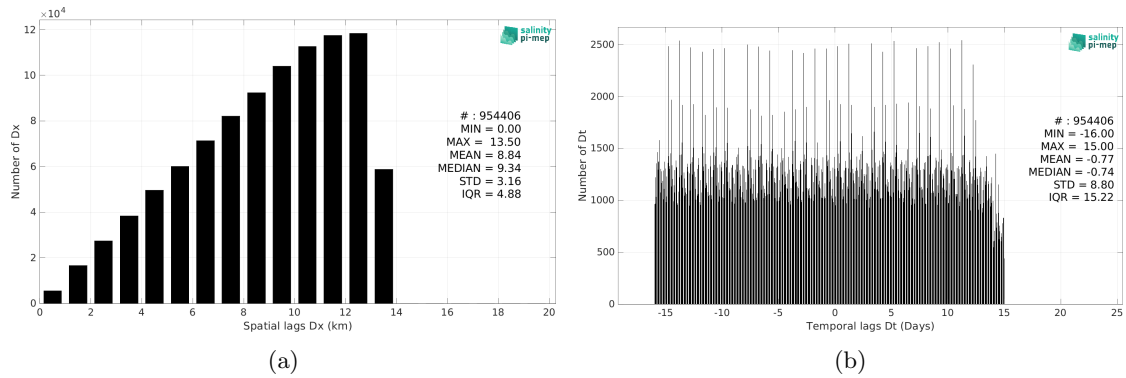 ×10⁴
12
10
8
6
4
2
0
0 2 4 6 8 10 12 14 16 18 20
Number of Dx
Spatial lags Dx (km)
salinity
pi-mep
# : 954406
MIN = 0.00
MAX = 13.50
MEAN = 8.84
MEDIAN = 9.34
STD = 3.16
IQR = 4.88
(a)
2500
2000
1500
1000
500
0
-15 -10 -5 0 5 10 15 20 25
Number of Dt
Temporal lags Dt (Days)
salinity
pi-mep
# : 954406
MIN = -16.00
MAX = 15.00
MEAN = -0.77
MEDIAN = -0.74
STD = 8.80
IQR = 15.22
(b)